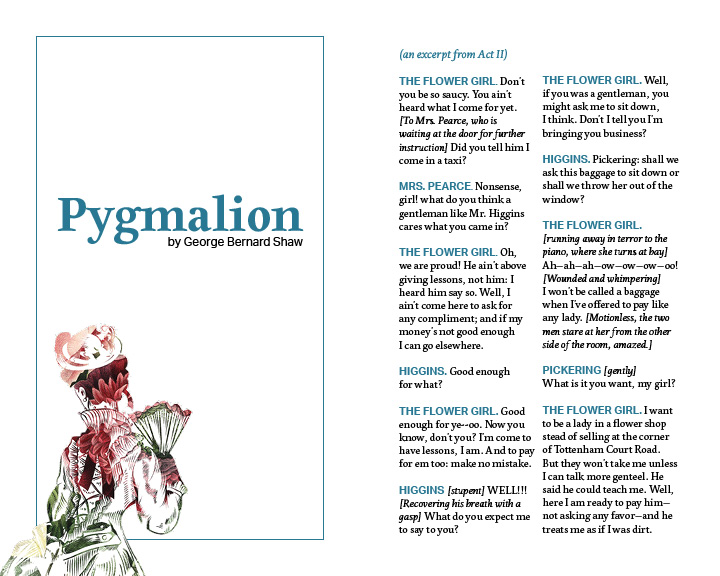 Pygmalion
by George Bernard Shaw
(an excerpt from Act II)
THE FLOWER GIRL. Don't
you be so saucy. You ain't
heard what I come for yet.
[To Mrs. Pearce, who is
waiting at the door for further
instruction] Did you tell him I
come in a taxi?
MRS. PEARCE. Nonsense,
girl! what do you think a
gentleman like Mr. Higgins
cares what you came in?
THE FLOWER GIRL. Oh,
we are proud! He ain't above
giving lessons, not him: I
heard him say so. Well, I
ain't come here to ask for
any compliment; and if my
money's not good enough
I can go elsewhere.
HIGGINS. Good enough
for what?
THE FLOWER GIRL. Good
enough for ye--oo. Now you
know, don't you? I'm come to
have lessons, I am. And to pay
for em too: make no mistake.
HIGGINS [stupent] WELL!!!
[Recovering his breath with a
gasp] What do you expect me
to say to you?
THE FLOWER GIRL. Well,
if you was a gentleman, you
might ask me to sit down,
I think. Don't I tell you I'm
bringing you business?
HIGGINS. Pickering: shall we
ask this baggage to sit down or
shall we throw her out of the
window?
THE FLOWER GIRL.
[running away in terror to the
piano, where she turns at bay]
Ah—ah—ah—ow—ow—ow—oo!
[Wounded and whimpering]
I won't be called a baggage
when I've offered to pay like
any lady. [Motionless, the two
men stare at her from the other
side of the room, amazed.]
PICKERING [gently]
What is it you want, my girl?
THE FLOWER GIRL. I want
to be a lady in a flower shop
stead of selling at the corner
of Tottenham Court Road.
But they won't take me unless
I can talk more genteel. He
said he could teach me. Well,
here I am ready to pay him—
not asking any favor—and he
treats me as if I was dirt.